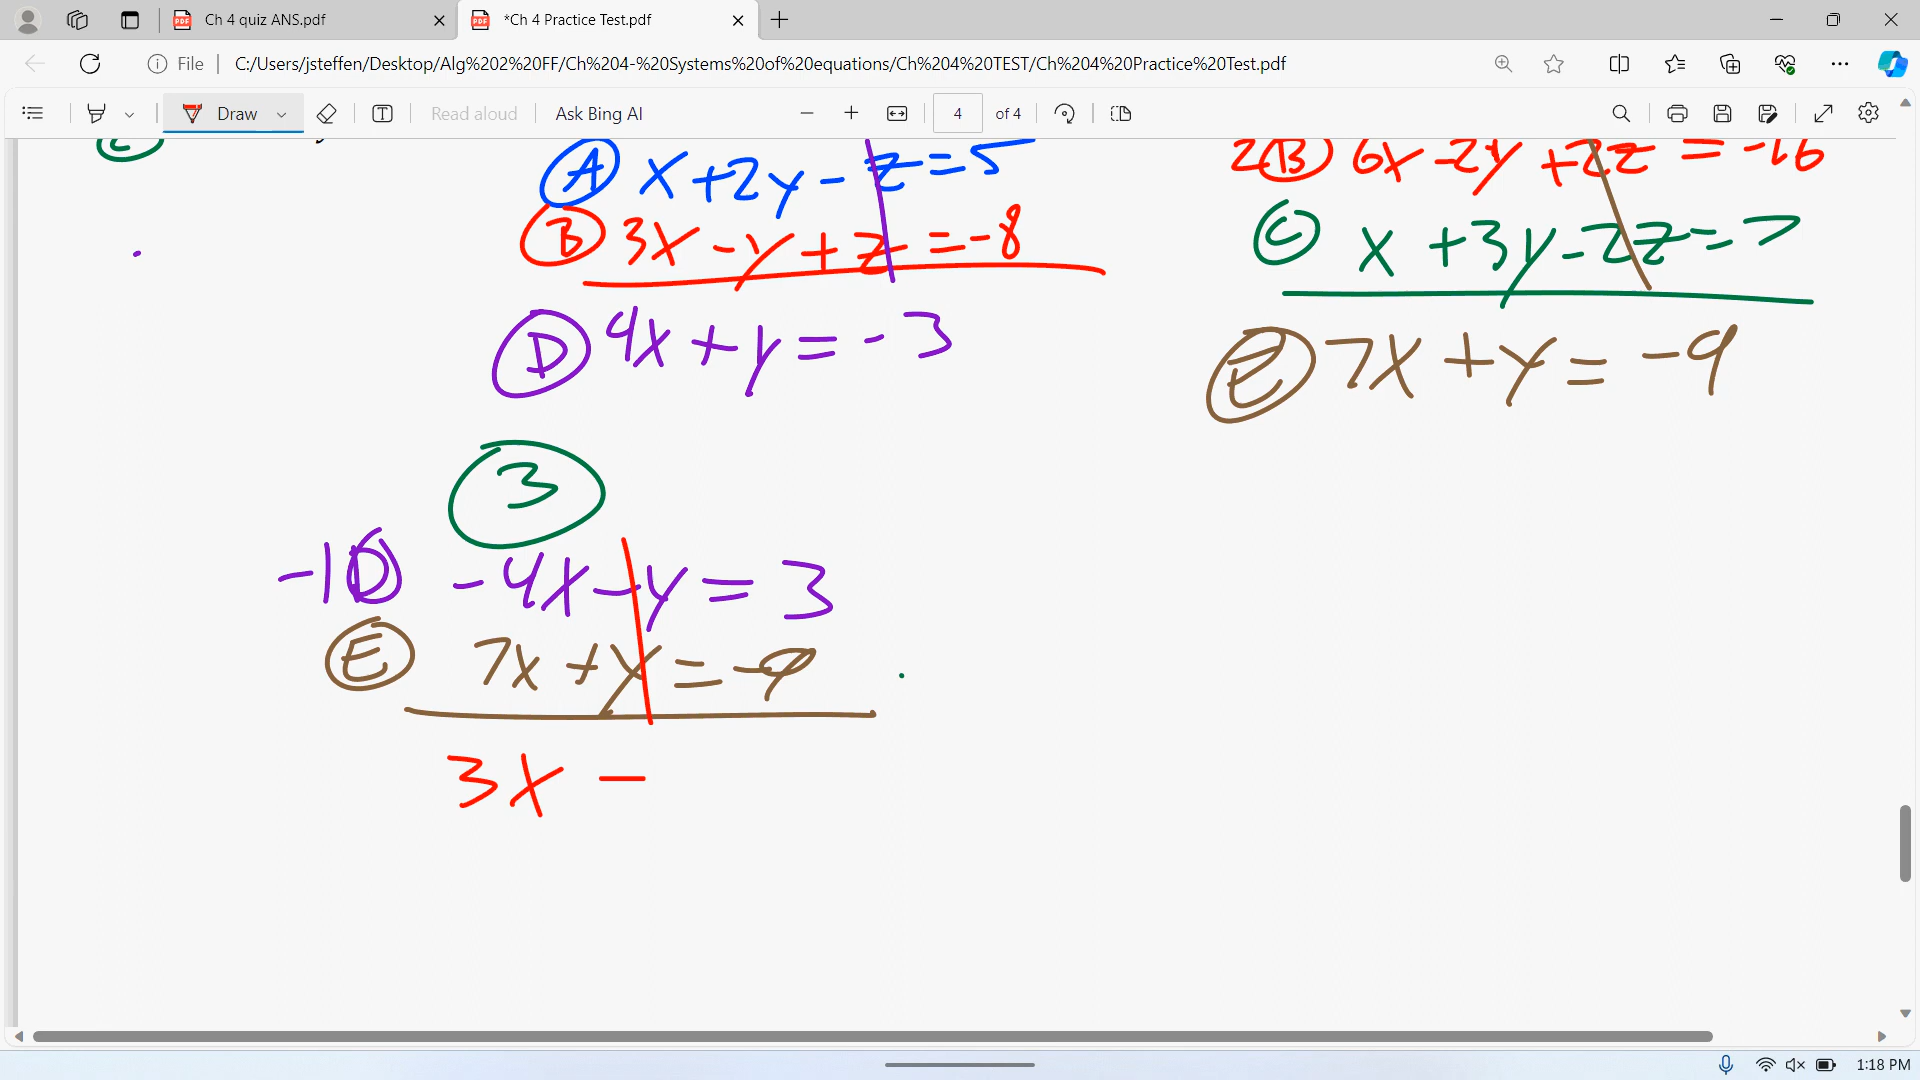 Ch 4 quiz ANS.pdf
*Ch 4 Practice Test.pdf
File
C:/Users/jsteffen/Desktop/Alg%202%20FF/Ch%204-%20Systems%20of%20equations/Ch%204%20TEST/Ch%204%20Practice%20Test.pdf
Draw
Read aloud
Ask Bing AI
4 of 4
A x + 2y - z = 5
B 3x - y + z = -8
D 4x + y = -3
2B 6x - 2y + 2z = -16
C x + 3y - 2z = 7
E 7x + y = -9
3
-1D -4x - y = 3
E 7x + y = -9
3x -
1:18 PM